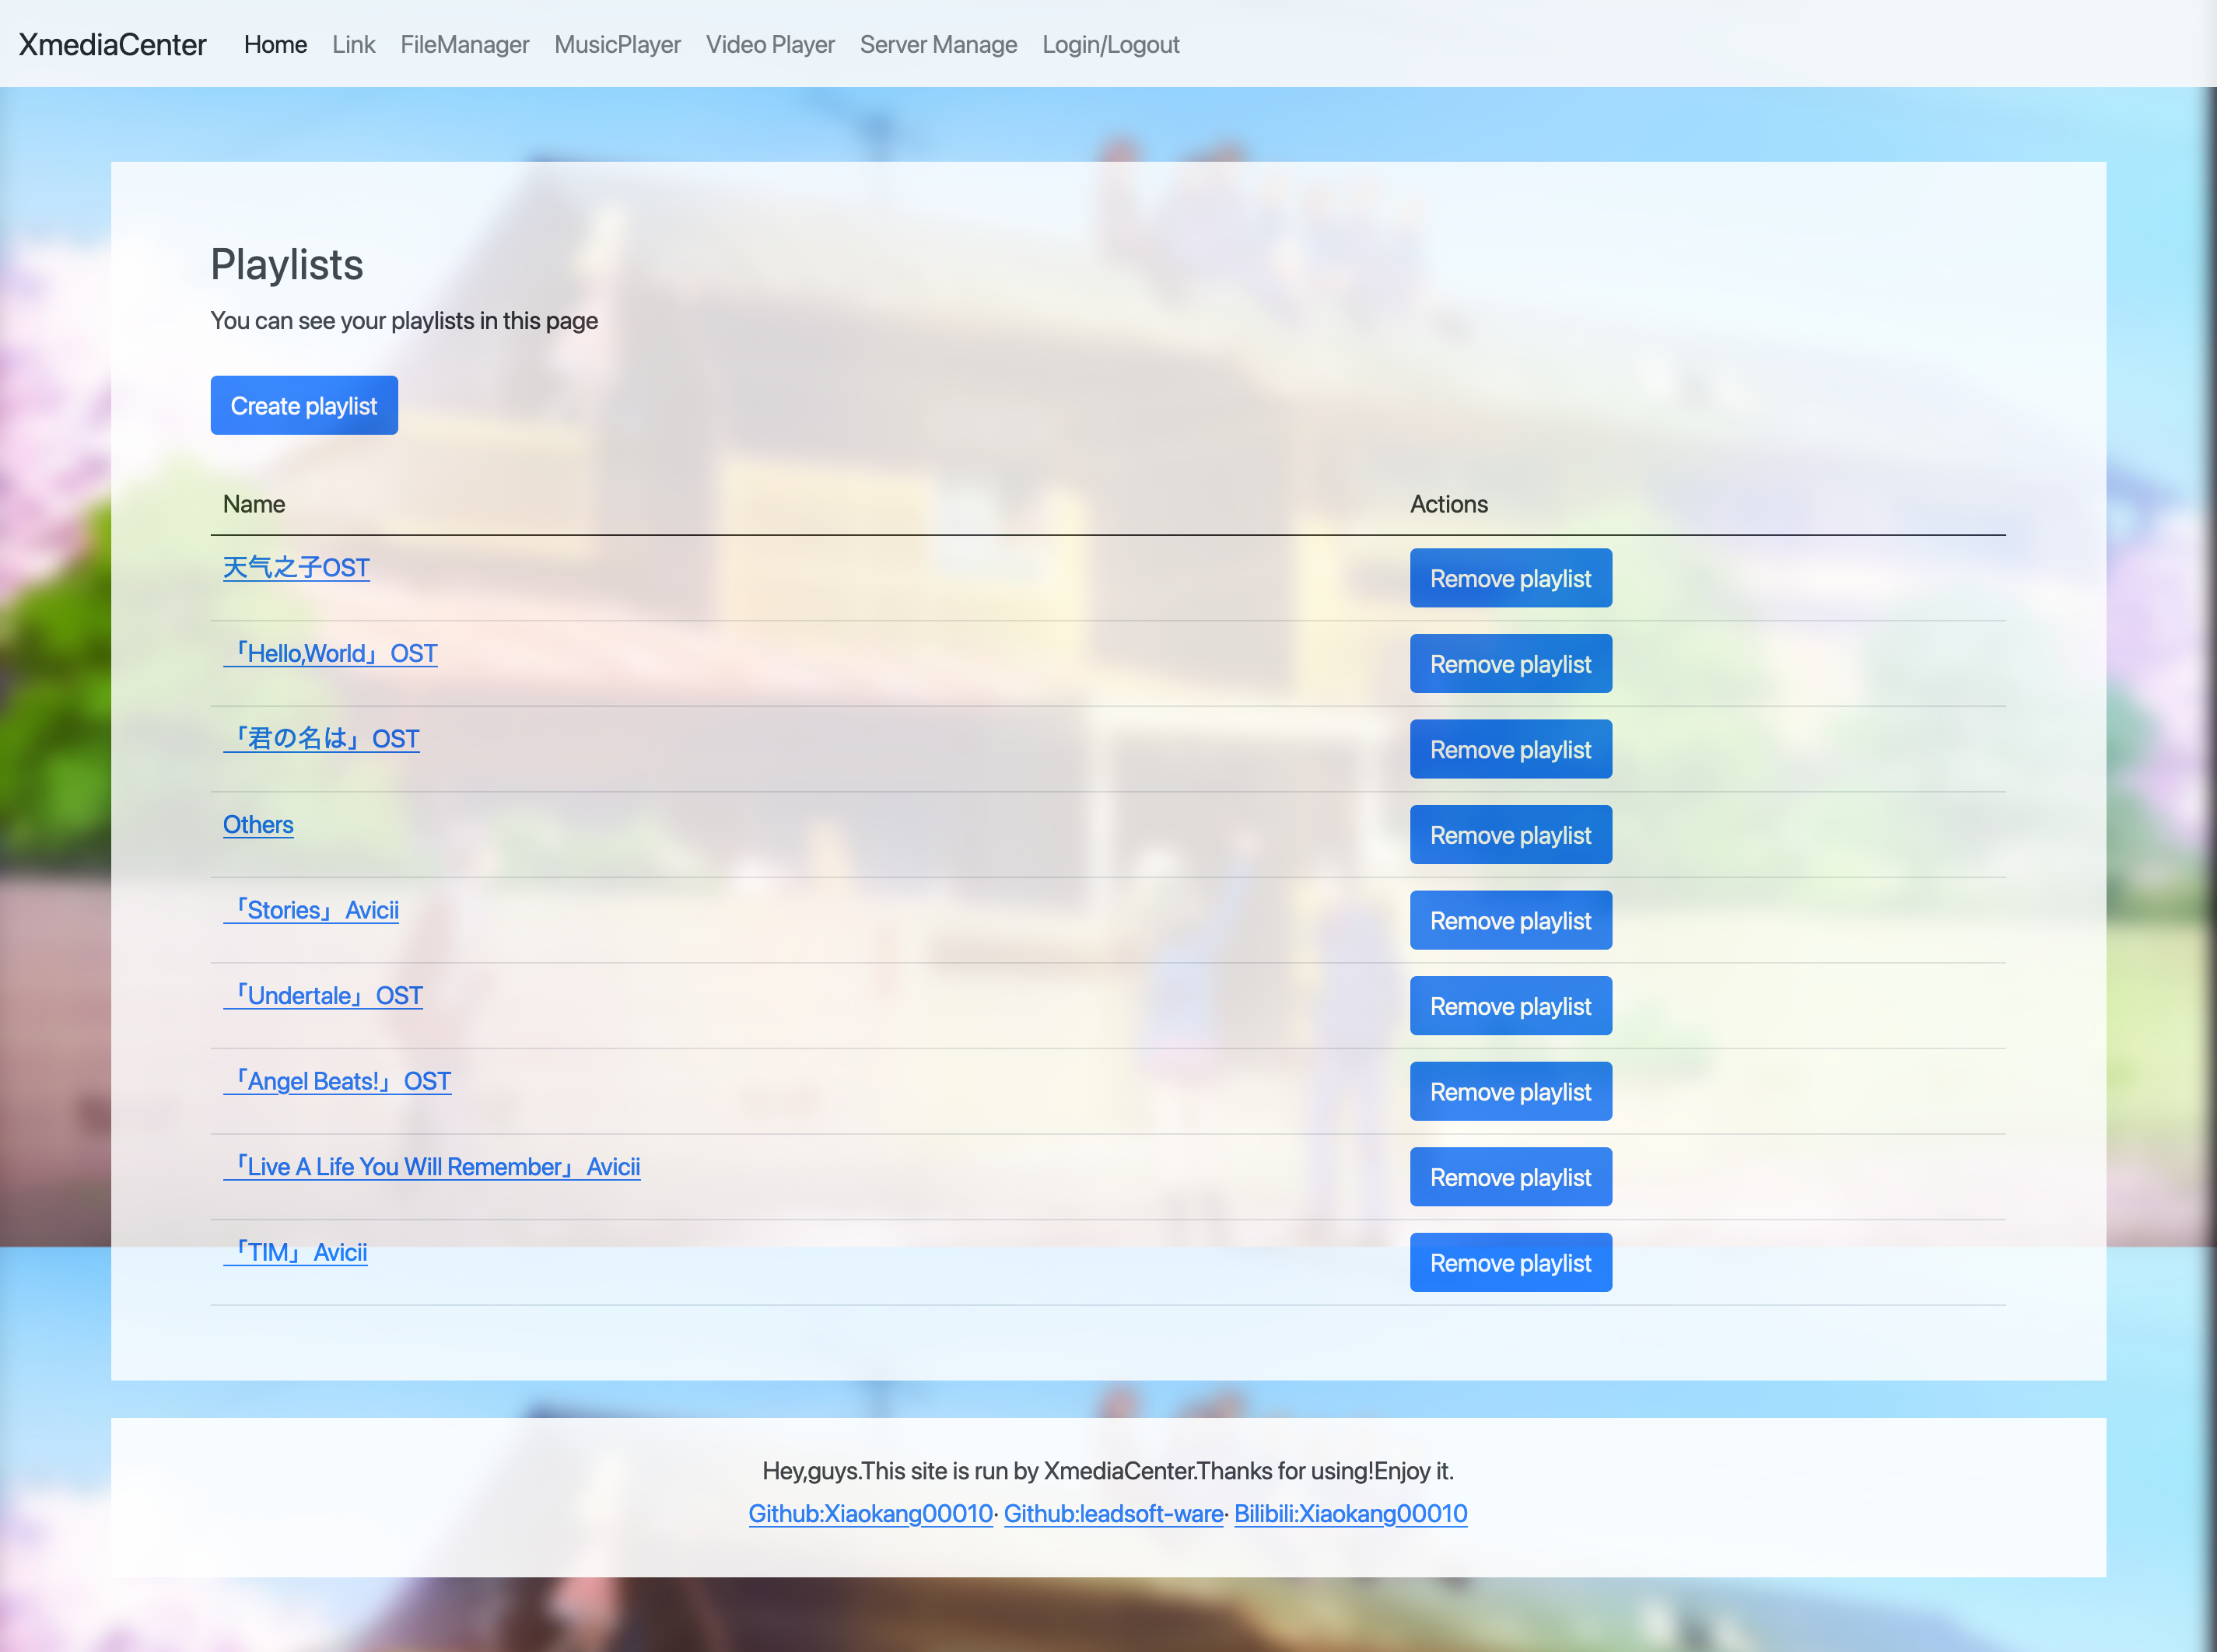 XmediaCenter Home Link FileManager MusicPlayer Video Player Server Manage Login/Logout
Playlists
You can see your playlists in this page
Create playlist
Name Actions
天气之子OST Remove playlist
「Hello,World」OST Remove playlist
「君の名は」OST Remove playlist
Others Remove playlist
「Stories」Avicii Remove playlist
「Undertale」OST Remove playlist
「Angel Beats!」OST Remove playlist
「Live A Life You Will Remember」Avicii Remove playlist
「TIM」Avicii Remove playlist
Hey,guys.This site is run by XmediaCenter.Thanks for using!Enjoy it.
Github:Xiaokang00010· Github:leadsoft-ware· Bilibili:Xiaokang00010